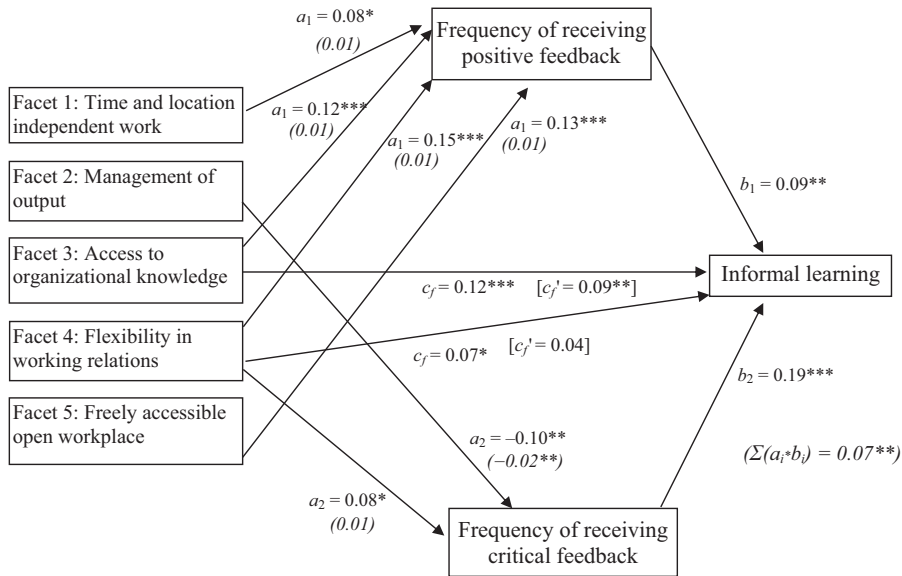 a₁ = 0.08*
(0.01)
Frequency of receiving
positive feedback
Facet 1: Time and location
independent work
a₁ = 0.12***
(0.01)
a₁ = 0.15***
(0.01)
a₁ = 0.13***
(0.01)
Facet 2: Management of
output
b₁ = 0.09**
Facet 3: Access to
organizational knowledge
Informal learning
c_f = 0.12*** [c_f' = 0.09**]
Facet 4: Flexibility in
working relations
c_f = 0.07* [c_f' = 0.04]
b₂ = 0.19***
Facet 5: Freely accessible
open workplace
a₂ = –0.10**
(–0.02**)
(Σ(aᵢ*bᵢ) = 0.07**)
a₂ = 0.08*
(0.01)
Frequency of receiving
critical feedback